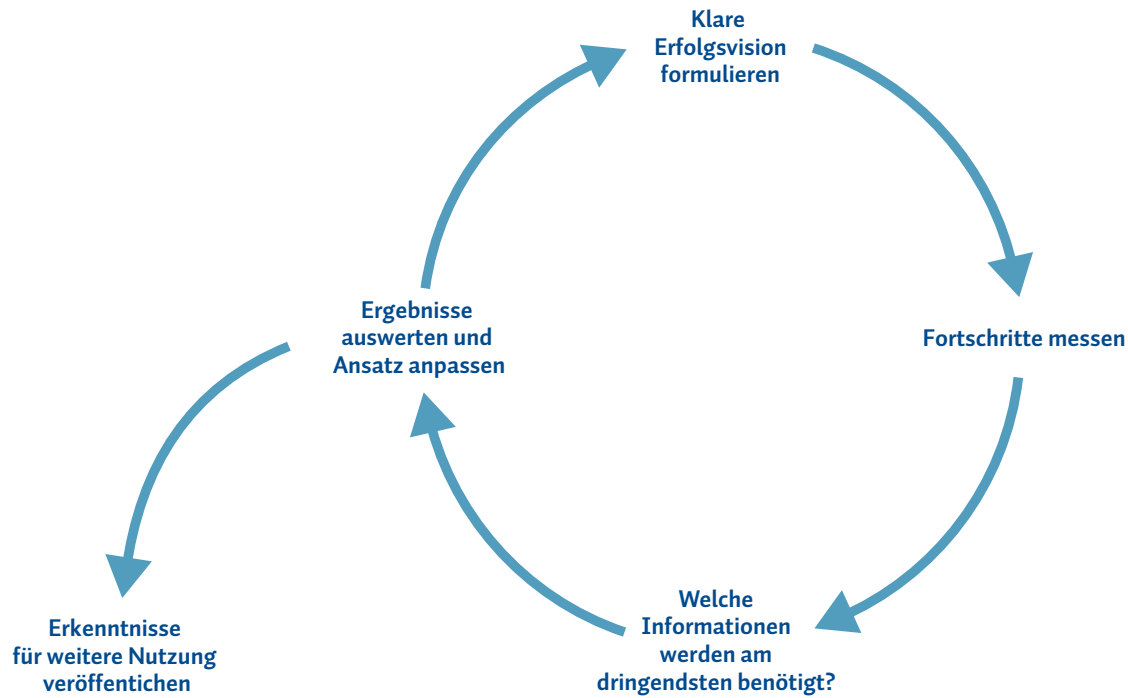 Klare
Erfolgsvision
formulieren
Fortschritte messen
Welche
Informationen
werden am
dringendsten benötigt?
Ergebnisse
auswerten und
Ansatz anpassen
Erkenntnisse
für weitere Nutzung
veröffentichen